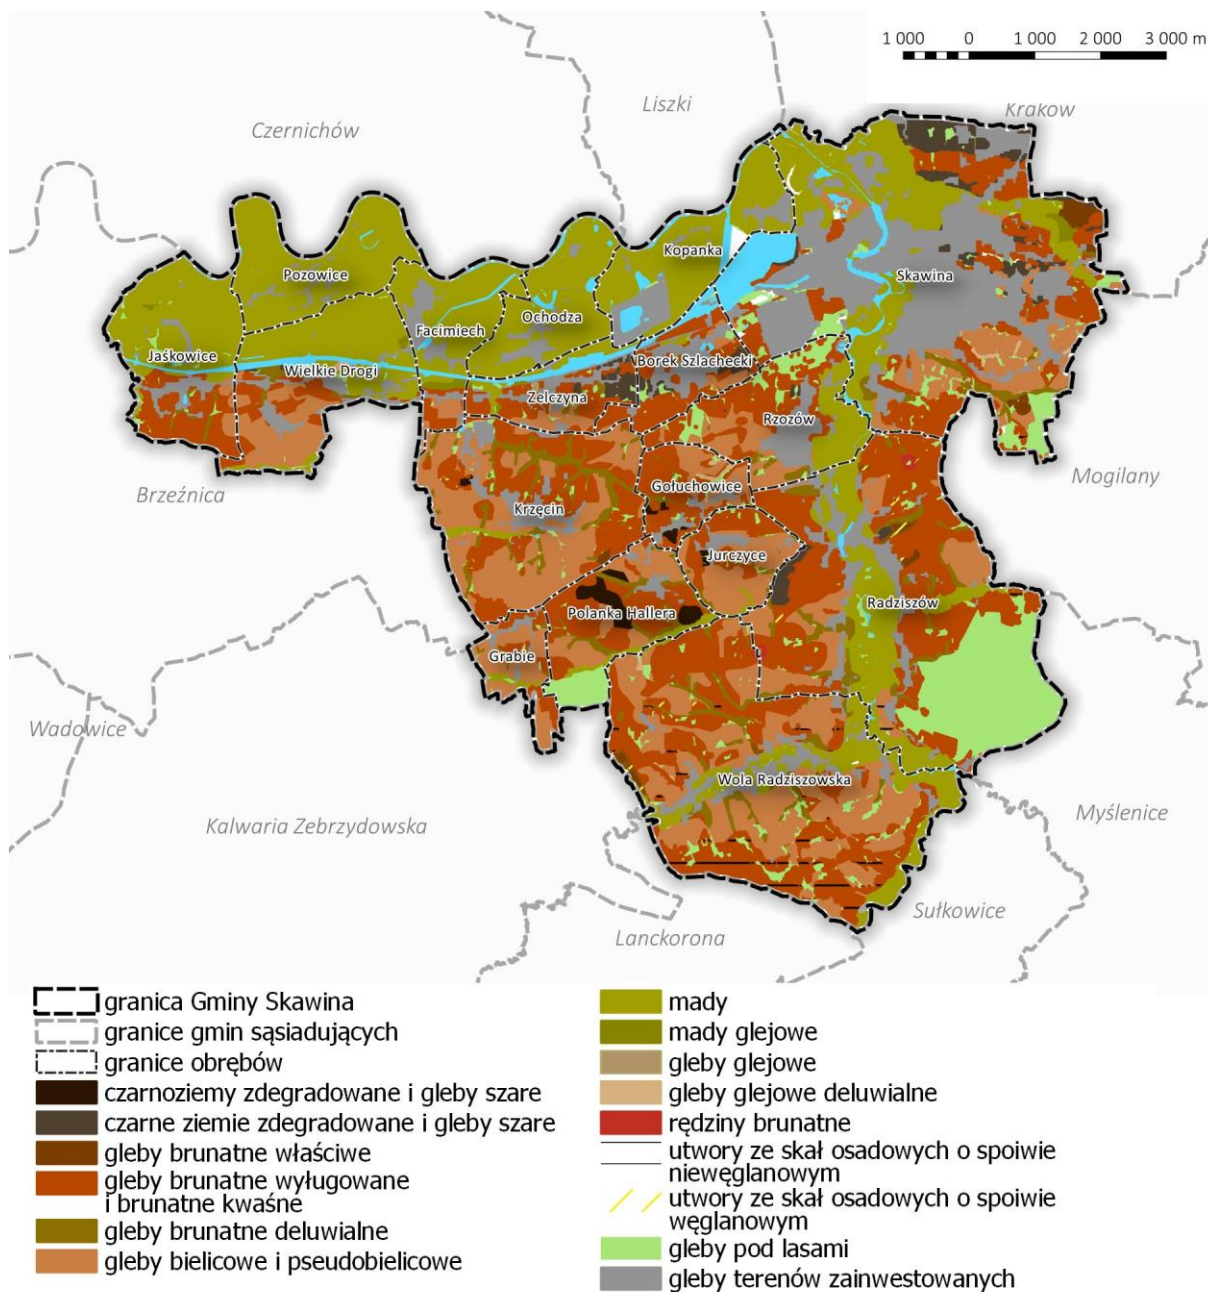 1 000 0 1 000 2 000 3 000 m
Liszki
Krakow
Czernichów
Kopanka
Pozowice
Skawina
Ochodza
Facimiech
Jaśkowice
Borek Szlachecki
Wielkie Drogi
Zelczyna
Rzozów
Mogilany
Brzeźnica
Gołuchowice
Krzęcin
Jurczyce
Radziszów
Polanka Hallera
Grabie
Wadowice
Wola Radziszowska
Kalwaria Zebrzydowska
Myślenice
Sułkowice
Lanckorona
granica Gminy Skawina
granice gmin sąsiadujących
granice obrębów
czarnoziemy zdegradowane i gleby szare
czarne ziemie zdegradowane i gleby szare
gleby brunatne właściwe
gleby brunatne wyługowane
i brunatne kwaśne
gleby brunatne deluwialne
gleby bielicowe i pseudobielicowe
mady
mady glejowe
gleby glejowe
gleby glejowe deluwialne
rędziny brunatne
utwory ze skał osadowych o spoiwie
niewęglanowym
utwory ze skał osadowych o spoiwie
węglanowym
gleby pod lasami
gleby terenów zainwestowanych